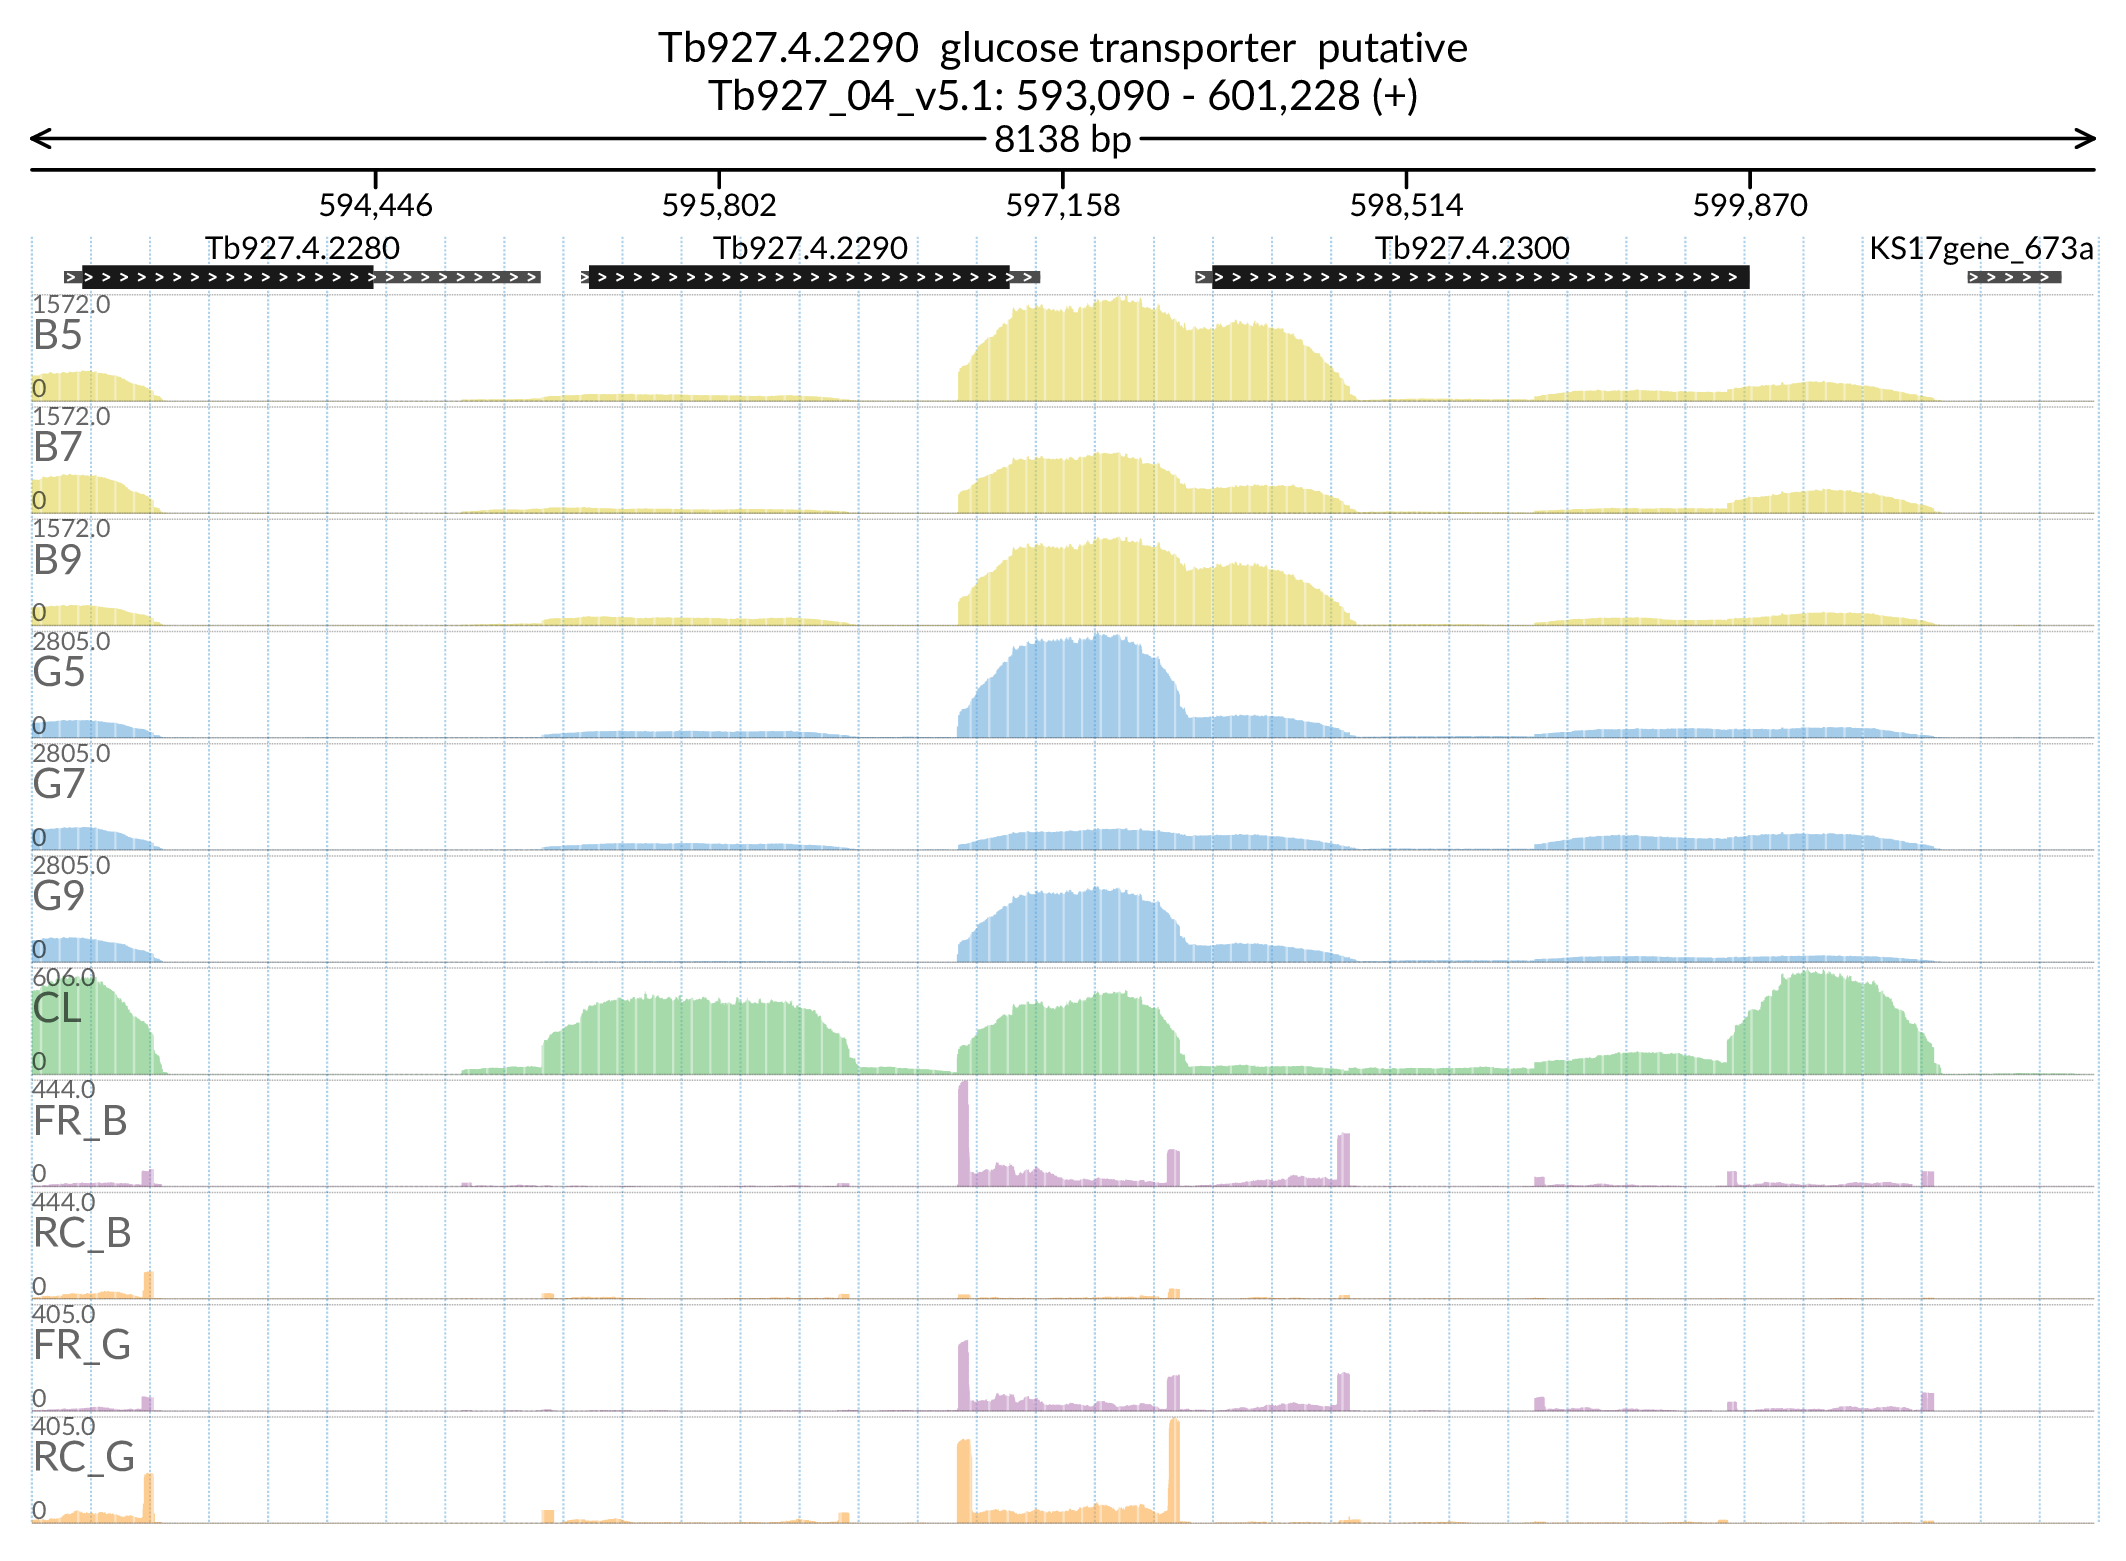 Tb927.4.2290  glucose transporter  putative
Tb927_04_v5.1: 593,090 - 601,228 (+)
8138 bp
594,446 595,802 597,158 598,514 599,870
Tb927.4.2280 Tb927.4.2290 Tb927.4.2300 KS17gene_673a
1572.0
B5
0
1572.0
B7
0
1572.0
B9
0
2805.0
G5
0
2805.0
G7
0
2805.0
G9
0
606.0
CL
0
444.0
FR_B
0
444.0
RC_B
0
405.0
FR_G
0
405.0
RC_G
0